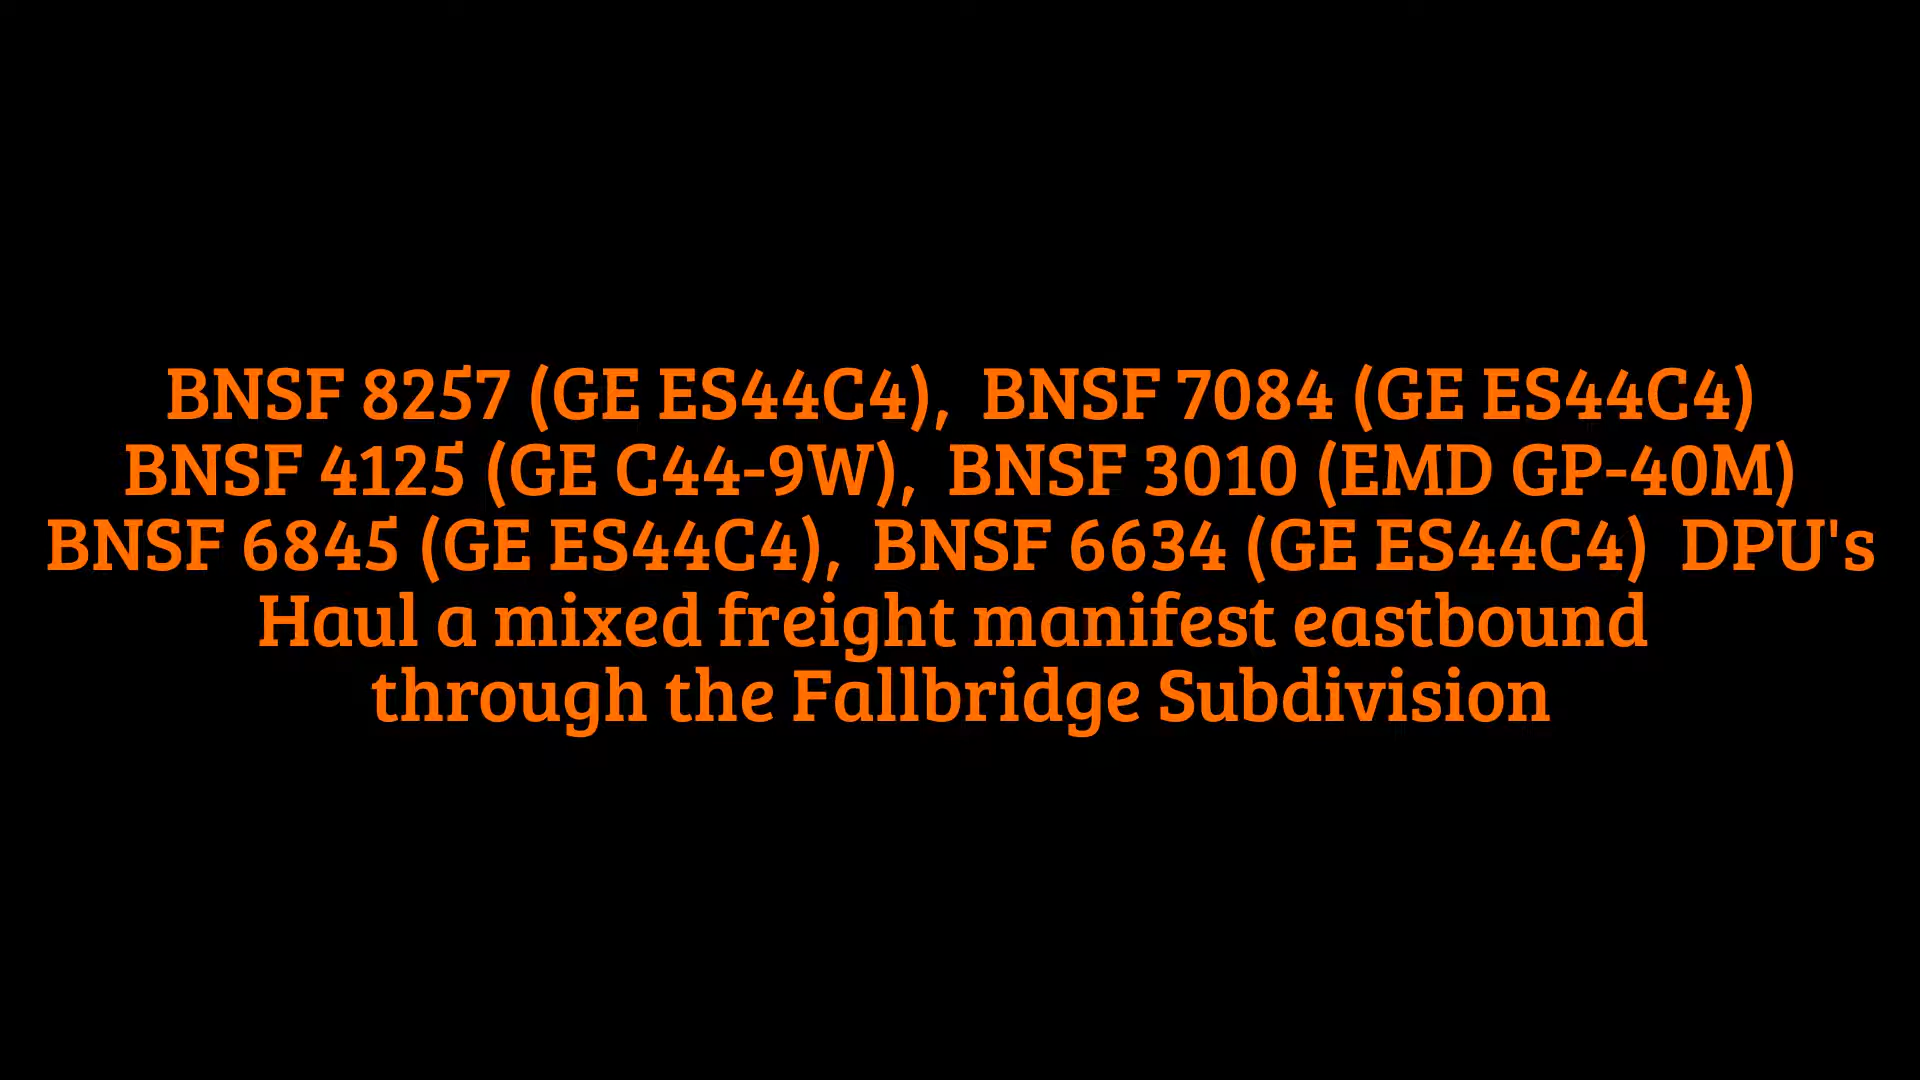 BNSF 8257 (GE ES44C4),  BNSF 7084 (GE ES44C4)
BNSF 4125 (GE C44-9W),  BNSF 3010 (EMD GP-40M)
BNSF 6845 (GE ES44C4),  BNSF 6634 (GE ES44C4)  DPU's
Haul a mixed freight manifest eastbound
through the Fallbridge Subdivision